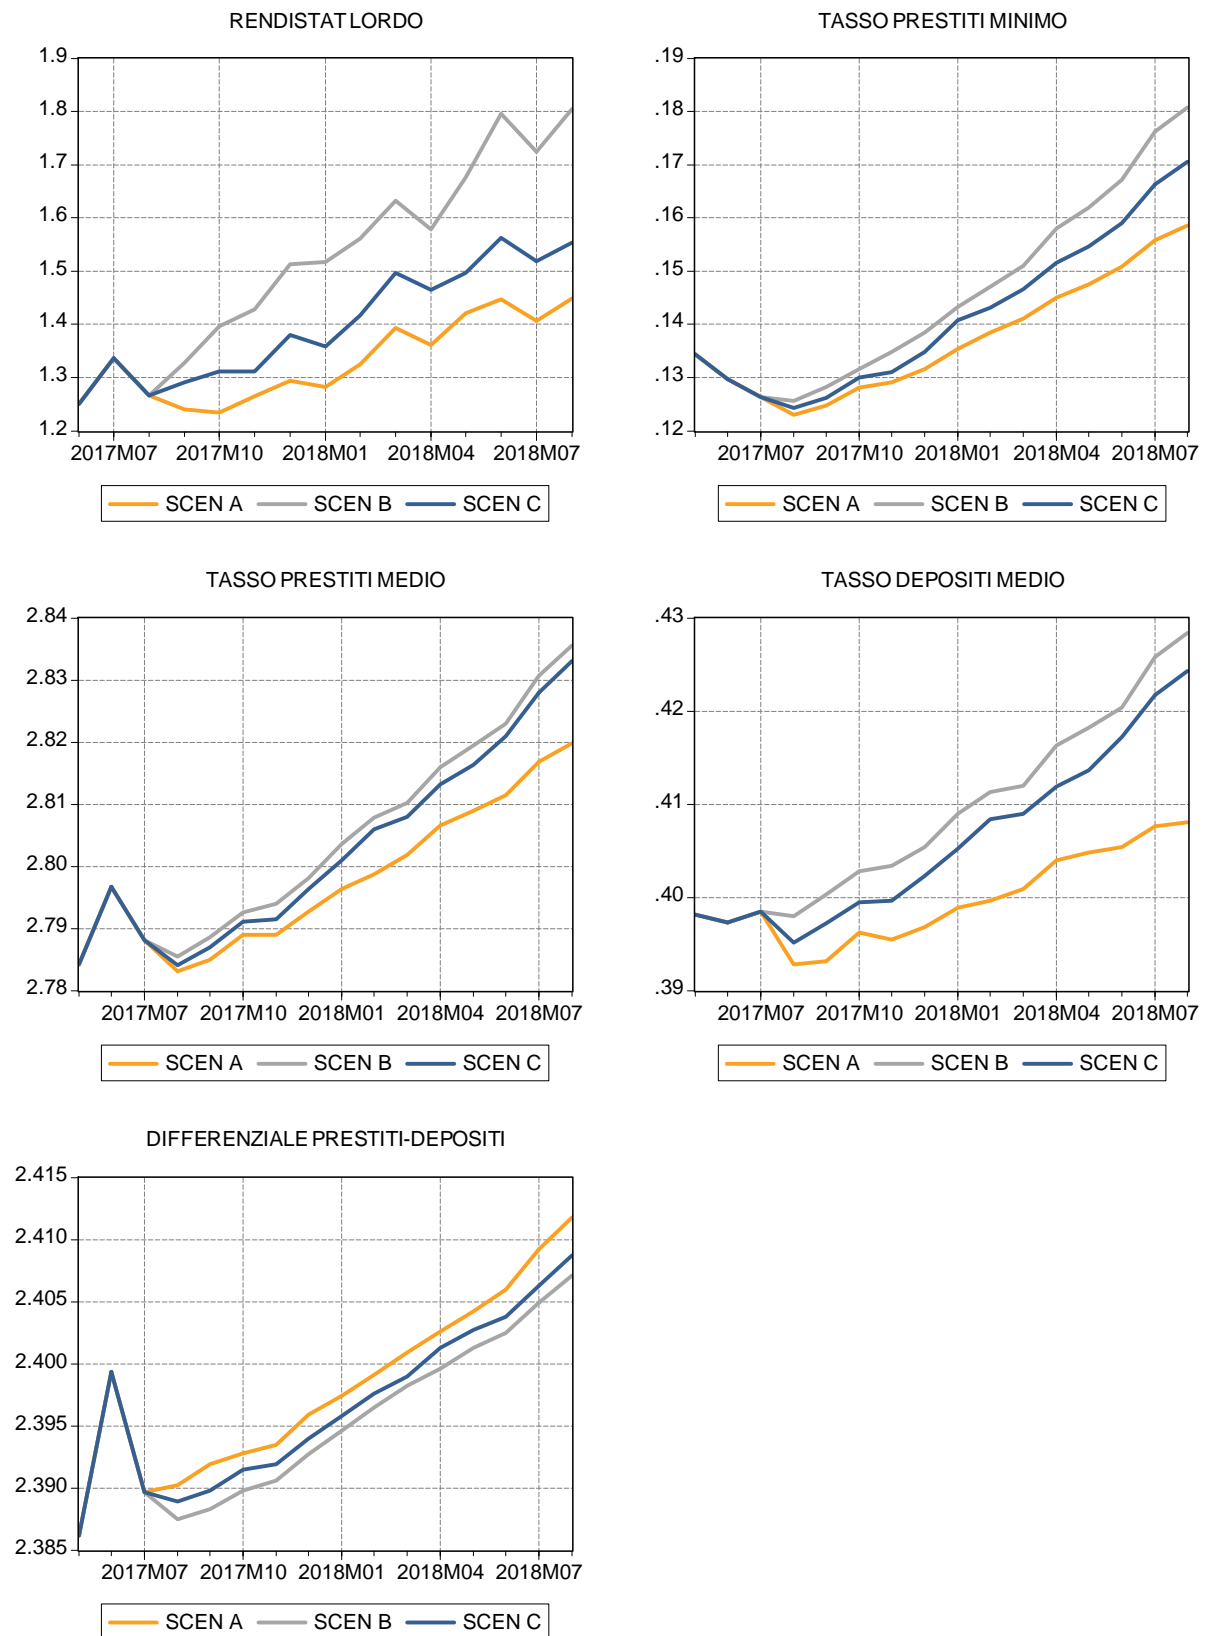 RENDISTAT LORDO
1.9
1.8
1.7
1.6
1.5
1.4
1.3
1.2
2017M07 2017M10 2018M01 2018M04 2018M07
SCEN A SCEN B SCEN C
TASSO PRESTITI MINIMO
.19
.18
.17
.16
.15
.14
.13
.12
2017M07 2017M10 2018M01 2018M04 2018M07
SCEN A SCEN B SCEN C
TASSO PRESTITI MEDIO
2.84
2.83
2.82
2.81
2.80
2.79
2.78
2017M07 2017M10 2018M01 2018M04 2018M07
SCEN A SCEN B SCEN C
TASSO DEPOSITI MEDIO
.43
.42
.41
.40
.39
2017M07 2017M10 2018M01 2018M04 2018M07
SCEN A SCEN B SCEN C
DIFFERENZIALE PRESTITI-DEPOSITI
2.415
2.410
2.405
2.400
2.395
2.390
2.385
2017M07 2017M10 2018M01 2018M04 2018M07
SCEN A SCEN B SCEN C